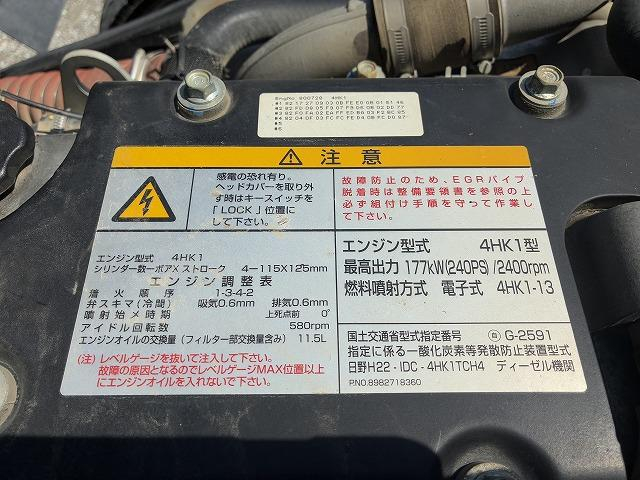 EngNo. 800720 4HK1
⚠ 注意
感電の恐れ有り。
ヘッドカバーを取り外
す時はキースイッチを
「LOCK」位置に
して下さい。
故障防止のため、EGRパイプ
脱着時は整備要領書を参照の上
必ず組付け手順を守って作業し
て下さい。
エンジン型式 4HK1
シリンダ数ーボアXストローク 4ー115X125mm
エンジン調整表
着火順序 1-3-4-2
弁スキマ(冷間) 吸気0.6mm 排気0.6mm
噴射始メ時期 上死点前 0°
アイドル回転数 580rpm
エンジンオイルの交換量(フィルター部交換量含み) 11.5L
(注)レベルゲージを抜いて注入して下さい。
故障の原因となるのでレベルゲージMAX位置以上
にエンジンオイルを入れないで下さい。
エンジン型式 4HK1型
最高出力 177kW(240PS)/2400rpm
燃料噴射方式 電子式 4HK1-13
国土交通省型式指定番号 自 G-2591
指定に係る一酸化炭素等発散防止装置型式
日野H22・IDC・4HK1TCH4 ディーゼル機関
P.NO.8982718360